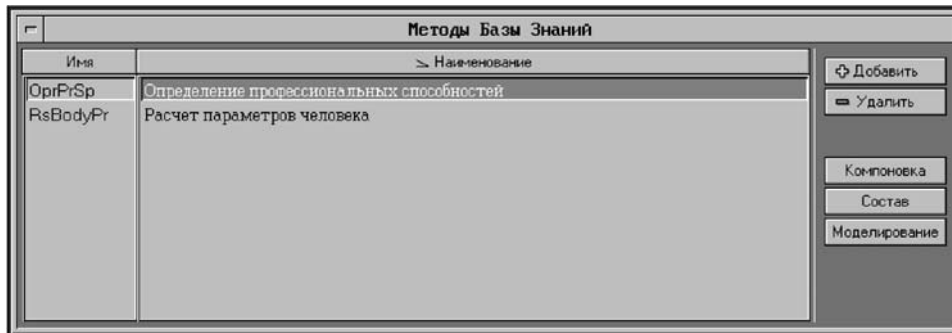 Методы Базы Знаний
Имя Наименование
OprPrSp Определение профессиональных способностей
RsBodyPr Расчет параметров человека
Добавить
Удалить
Компоновка
Состав
Моделирование